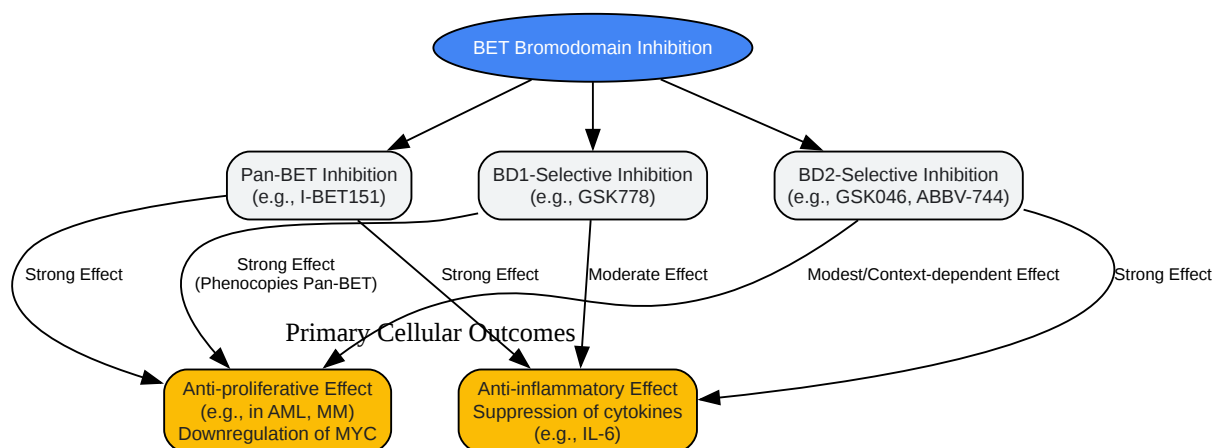 BET Bromodomain Inhibition
Pan-BET Inhibition
(e.g., I-BET151)
BD1-Selective Inhibition
(e.g., GSK778)
BD2-Selective Inhibition
(e.g., GSK046, ABBV-744)
Strong Effect
Strong Effect
(Phenocopies Pan-BET)
Strong Effect
Moderate Effect
Modest/Context-dependent Effect
Strong Effect
Primary Cellular Outcomes
Anti-proliferative Effect
(e.g., in AML, MM)
Downregulation of MYC
Anti-inflammatory Effect
Suppression of cytokines
(e.g., IL-6)